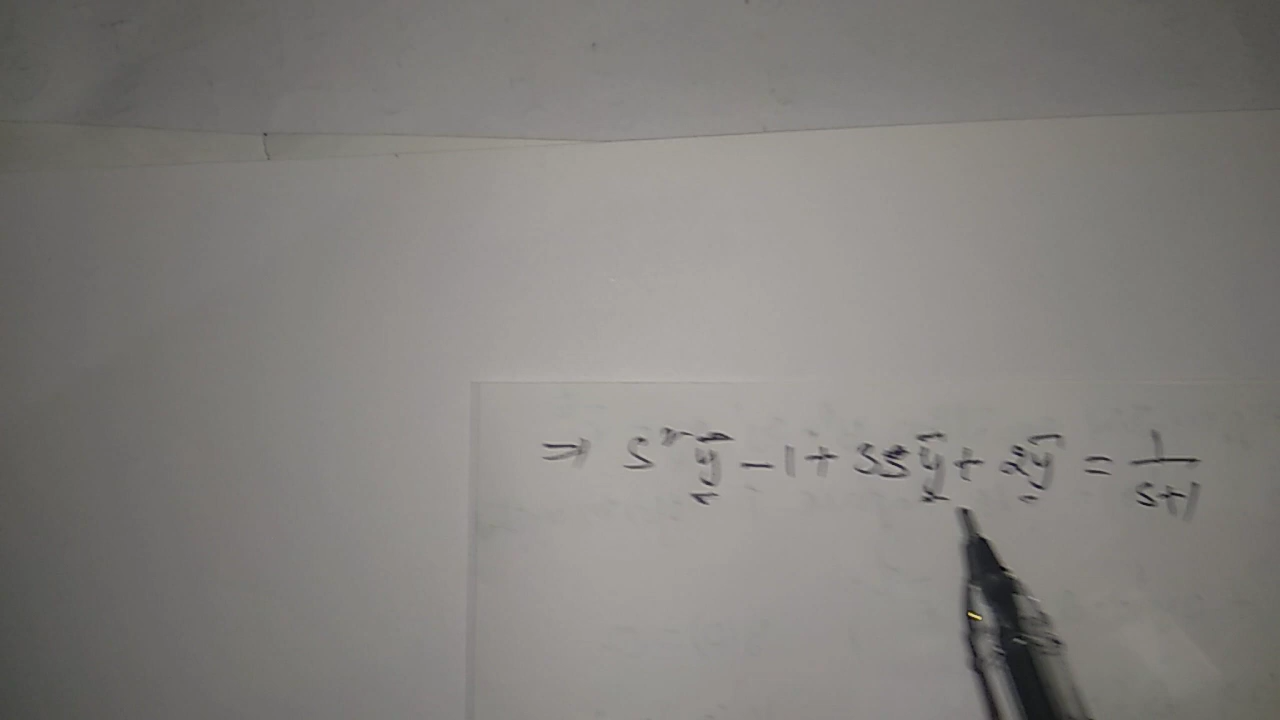 ⇒ s²ȳ - 1 + 3sȳ + 2ȳ = 1/(s+1)